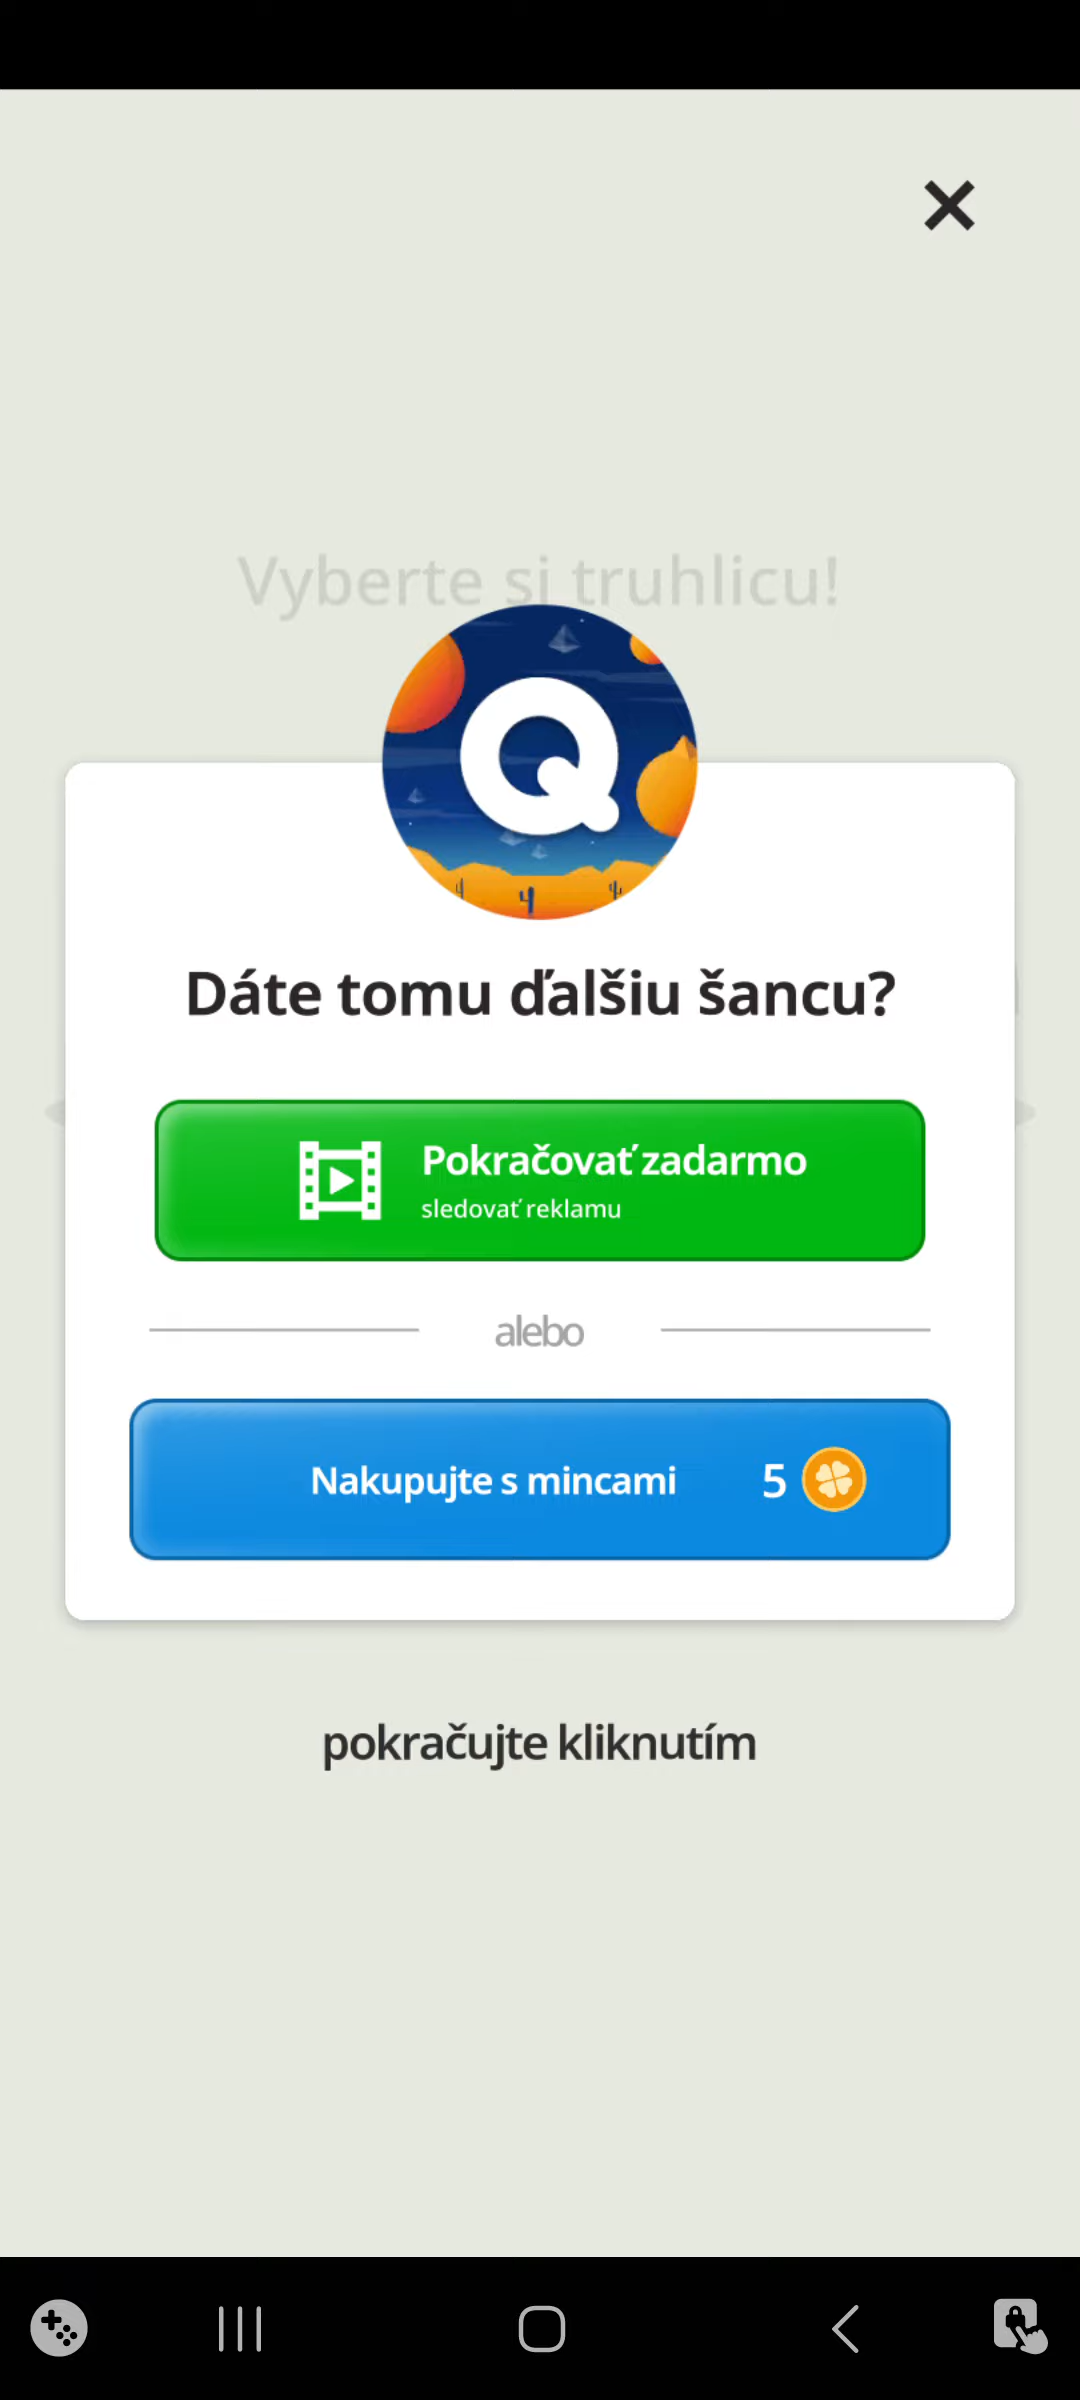 Vyberte si truhlicu!
Q
Dáte tomu ďalšiu šancu?
Pokračovať zadarmo
sledovať reklamu
alebo
Nakupujte s mincami 5
pokračujte kliknutím